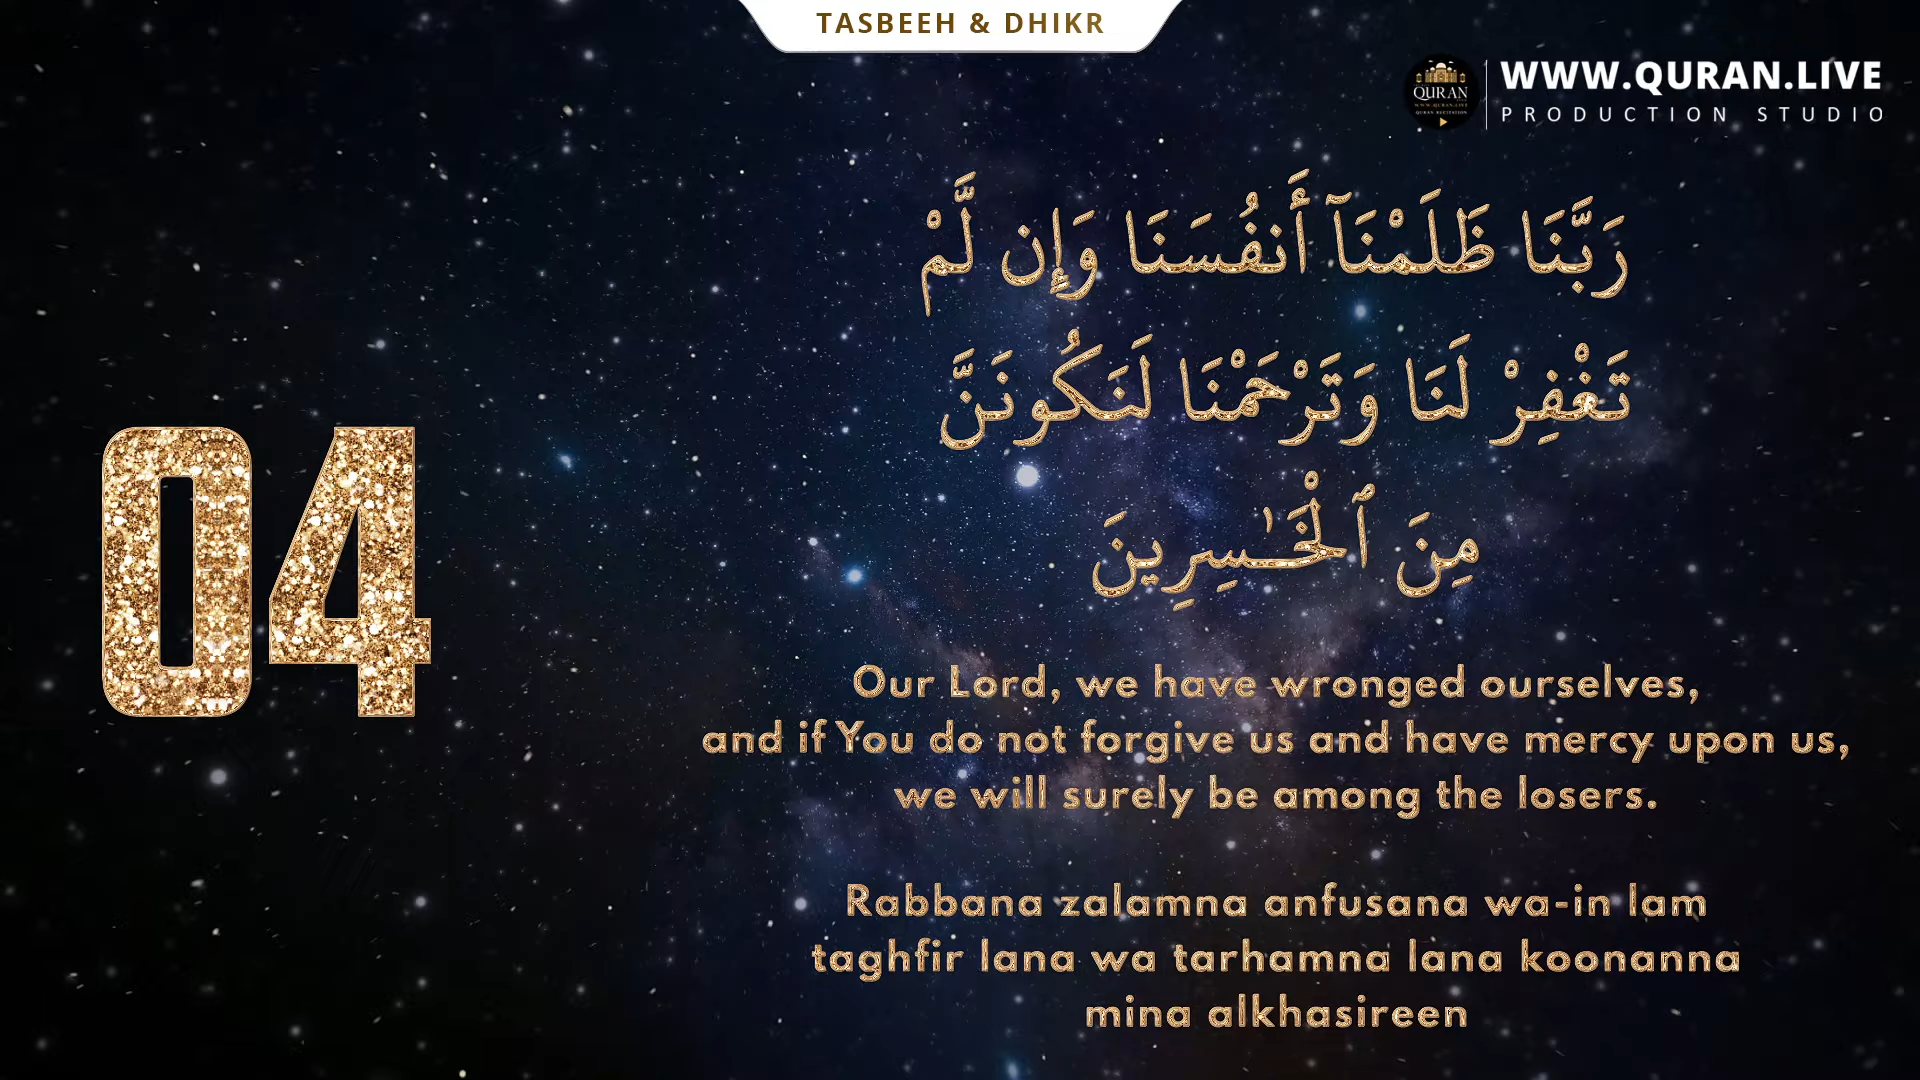 TASBEEH & DHIKR
WWW.QURAN.LIVE
PRODUCTION STUDIO
QURAN
رَبَّنَا ظَلَمْنَآ أَنفُسَنَا وَإِن لَّمْ
تَغْفِرْ لَنَا وَتَرْحَمْنَا لَنَكُونَنَّ
مِنَ ٱلْخَـٰسِرِينَ
04
Our Lord, we have wronged ourselves,
and if You do not forgive us and have mercy upon us,
we will surely be among the losers.
Rabbana zalamna anfusana wa-in lam
taghfir lana wa tarhamna lana koonanna
mina alkhasireen